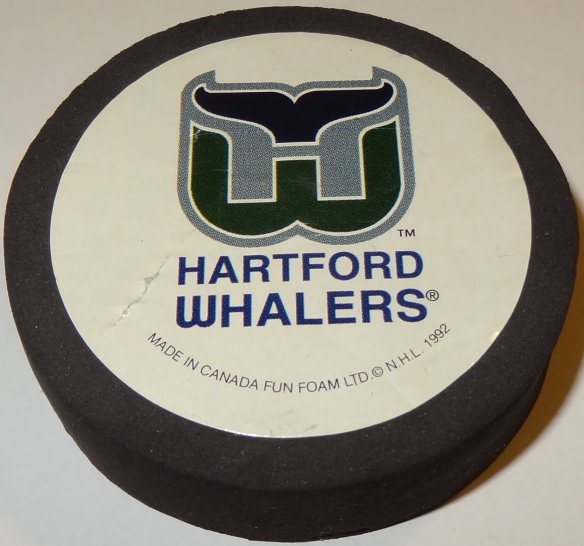 TM
HARTFORD
WHALERS®
MADE IN CANADA FUN FOAM LTD.© N.H.L. 1992